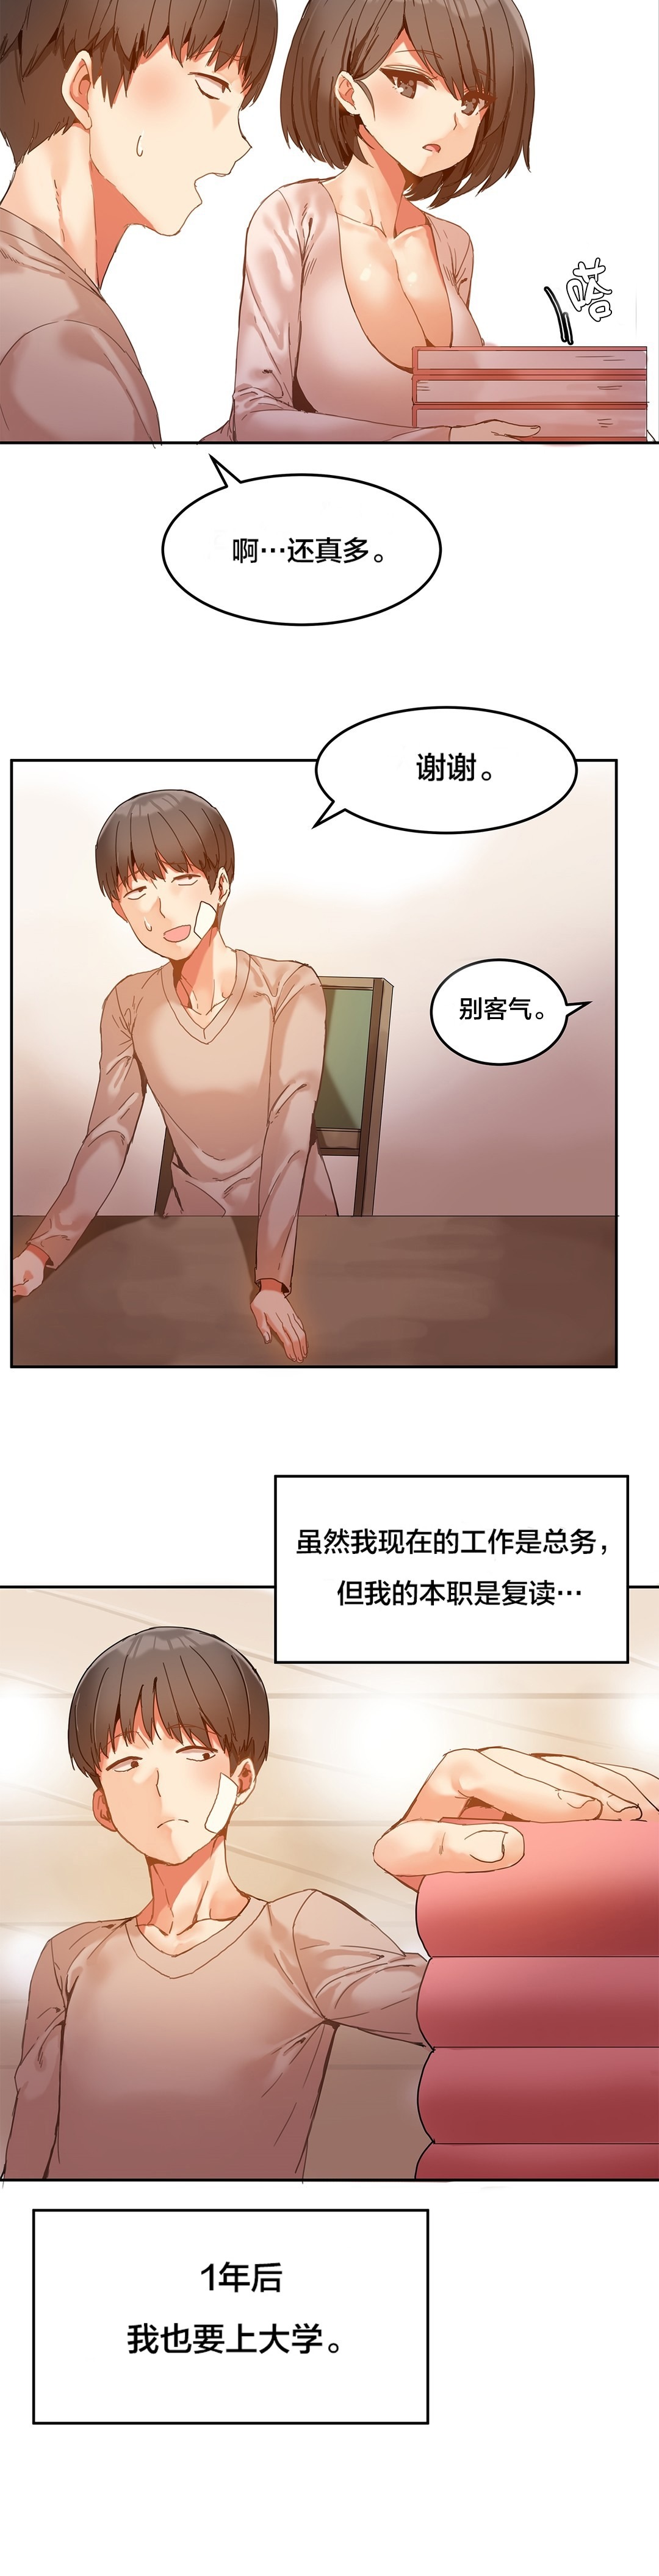 嗒
啊…还真多。
谢谢。
别客气。
虽然我现在的工作是总务，
但我的本职是复读…
1年后
我也要上大学。